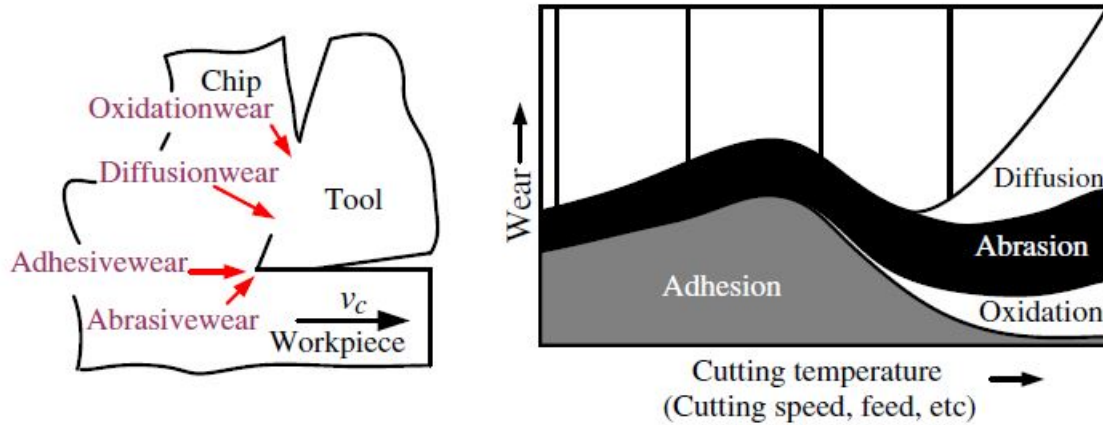 Chip
Oxidationwear
Diffusionwear
Tool
Adhesivewear
Abrasivewear
v_c
Workpiece
Wear
Diffusion
Abrasion
Adhesion
Oxidation
Cutting temperature
(Cutting speed, feed, etc)